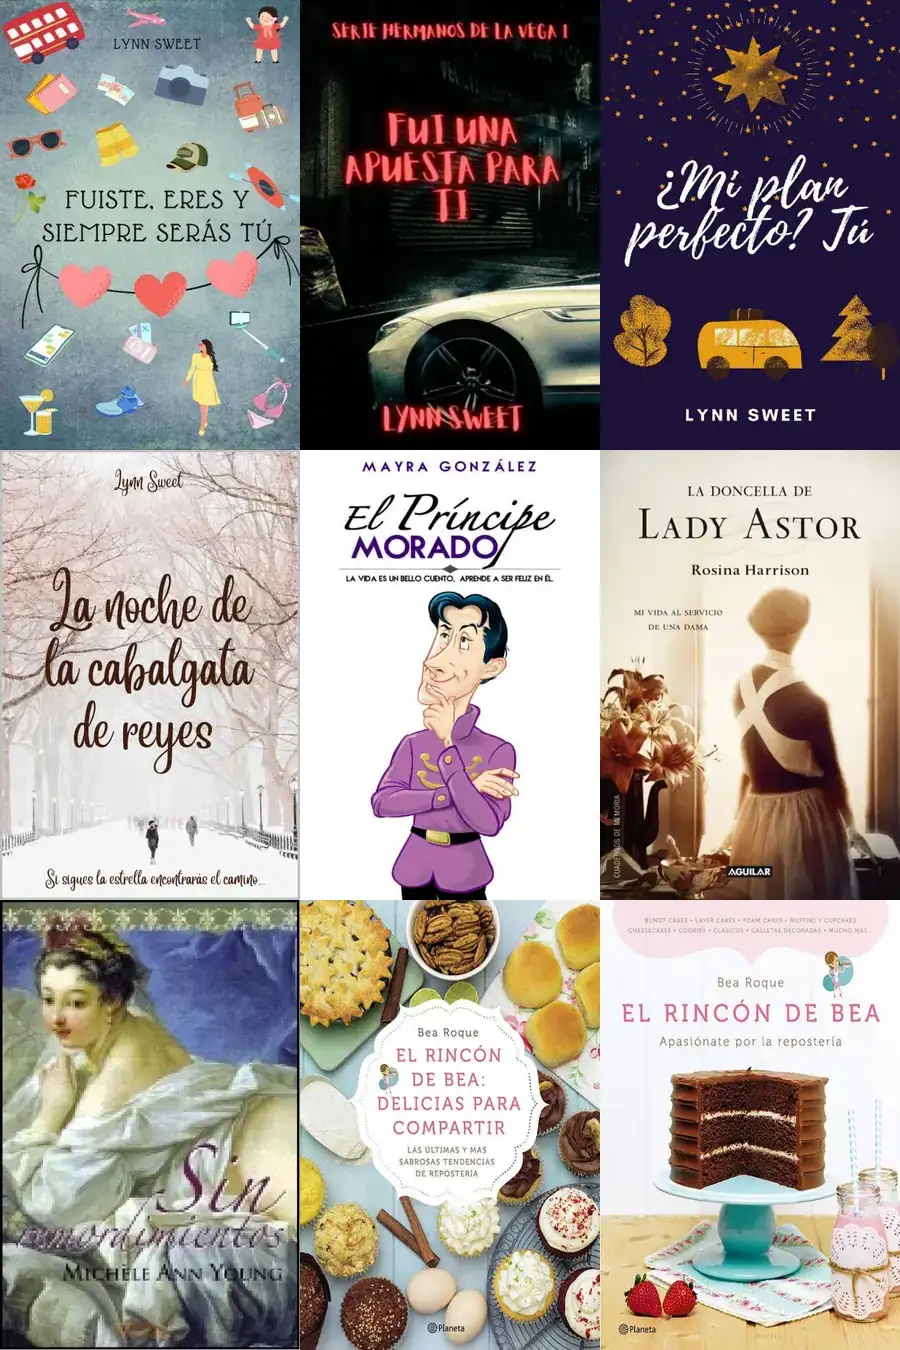 LYNN SWEET
FUISTE, ERES Y
SIEMPRE SERÁS TÚ
SERIE HERMANOS DE LA VEGA 1
FUI UNA
APUESTA PARA
TI
LYNN SWEET
¿Mi plan
perfecto? Tú
LYNN SWEET
Lynn Sweet
La noche de
la cabalgata
de reyes
Si sigues la estrella encontrarás el camino...
MAYRA GONZÁLEZ
El Príncipe
MORADO
LA VIDA ES UN BELLO CUENTO, APRENDE A SER FELIZ EN ÉL.
LA DONCELLA DE
LADY ASTOR
Rosina Harrison
MI VIDA AL SERVICIO
DE UNA DAMA
CUADERNOS DE MEMORIA
AGUILAR
Sin
remordimientos
MICHÈLE ANN YOUNG
Bea Roque
EL RINCÓN
DE BEA:
DELICIAS PARA
COMPARTIR
LAS ÚLTIMAS Y MÁS
SABROSAS TENDENCIAS
DE REPOSTERÍA
Planeta
BUNDT CAKES • LAYER CAKES • FOAM CAKES • MUFFINS Y CUPCAKES
CHEESECAKES • COOKIES • CLÁSICOS • GALLETAS DECORADAS • MUCHO MÁS...
Bea Roque
EL RINCÓN DE BEA
Apasiónate por la repostería
Planeta